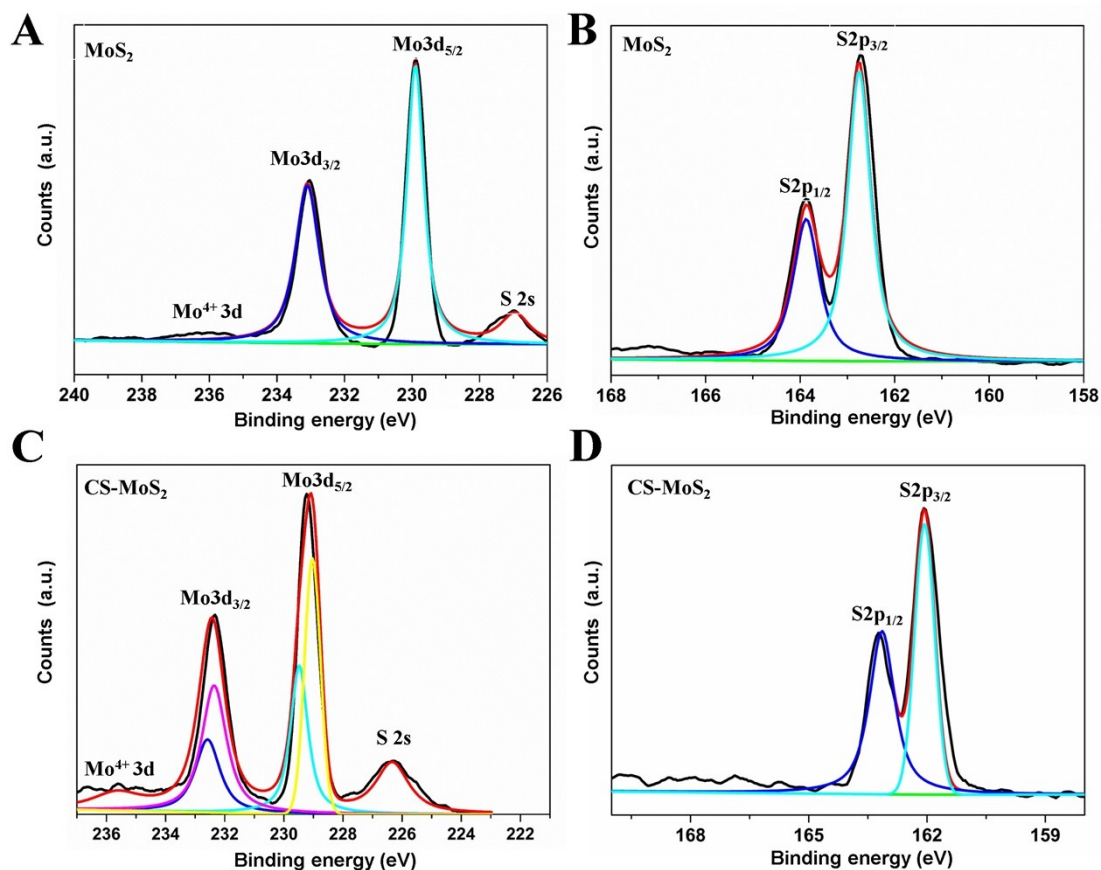 A
MoS₂
Mo3d₅/₂
Mo3d₃/₂
Mo⁴⁺ 3d
S 2s
Counts (a.u.)
240 238 236 234 232 230 228 226
Binding energy (eV)
B
MoS₂
S2p₃/₂
S2p₁/₂
Counts (a.u.)
168 166 164 162 160 158
Binding energy (eV)
C
CS-MoS₂
Mo3d₅/₂
Mo3d₃/₂
Mo⁴⁺ 3d
S 2s
Counts (a.u.)
236 234 232 230 228 226 224 222
Binding energy (eV)
D
CS-MoS₂
S2p₃/₂
S2p₁/₂
Counts (a.u.)
168 165 162 159
Binding energy (eV)